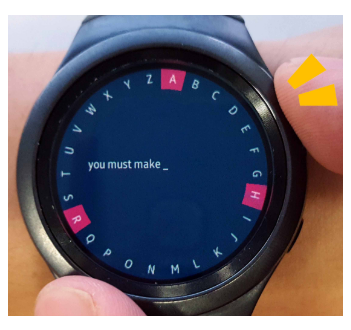 A B C D E F G H I J K L M N O P Q R S T U V W X Y Z
you must make _